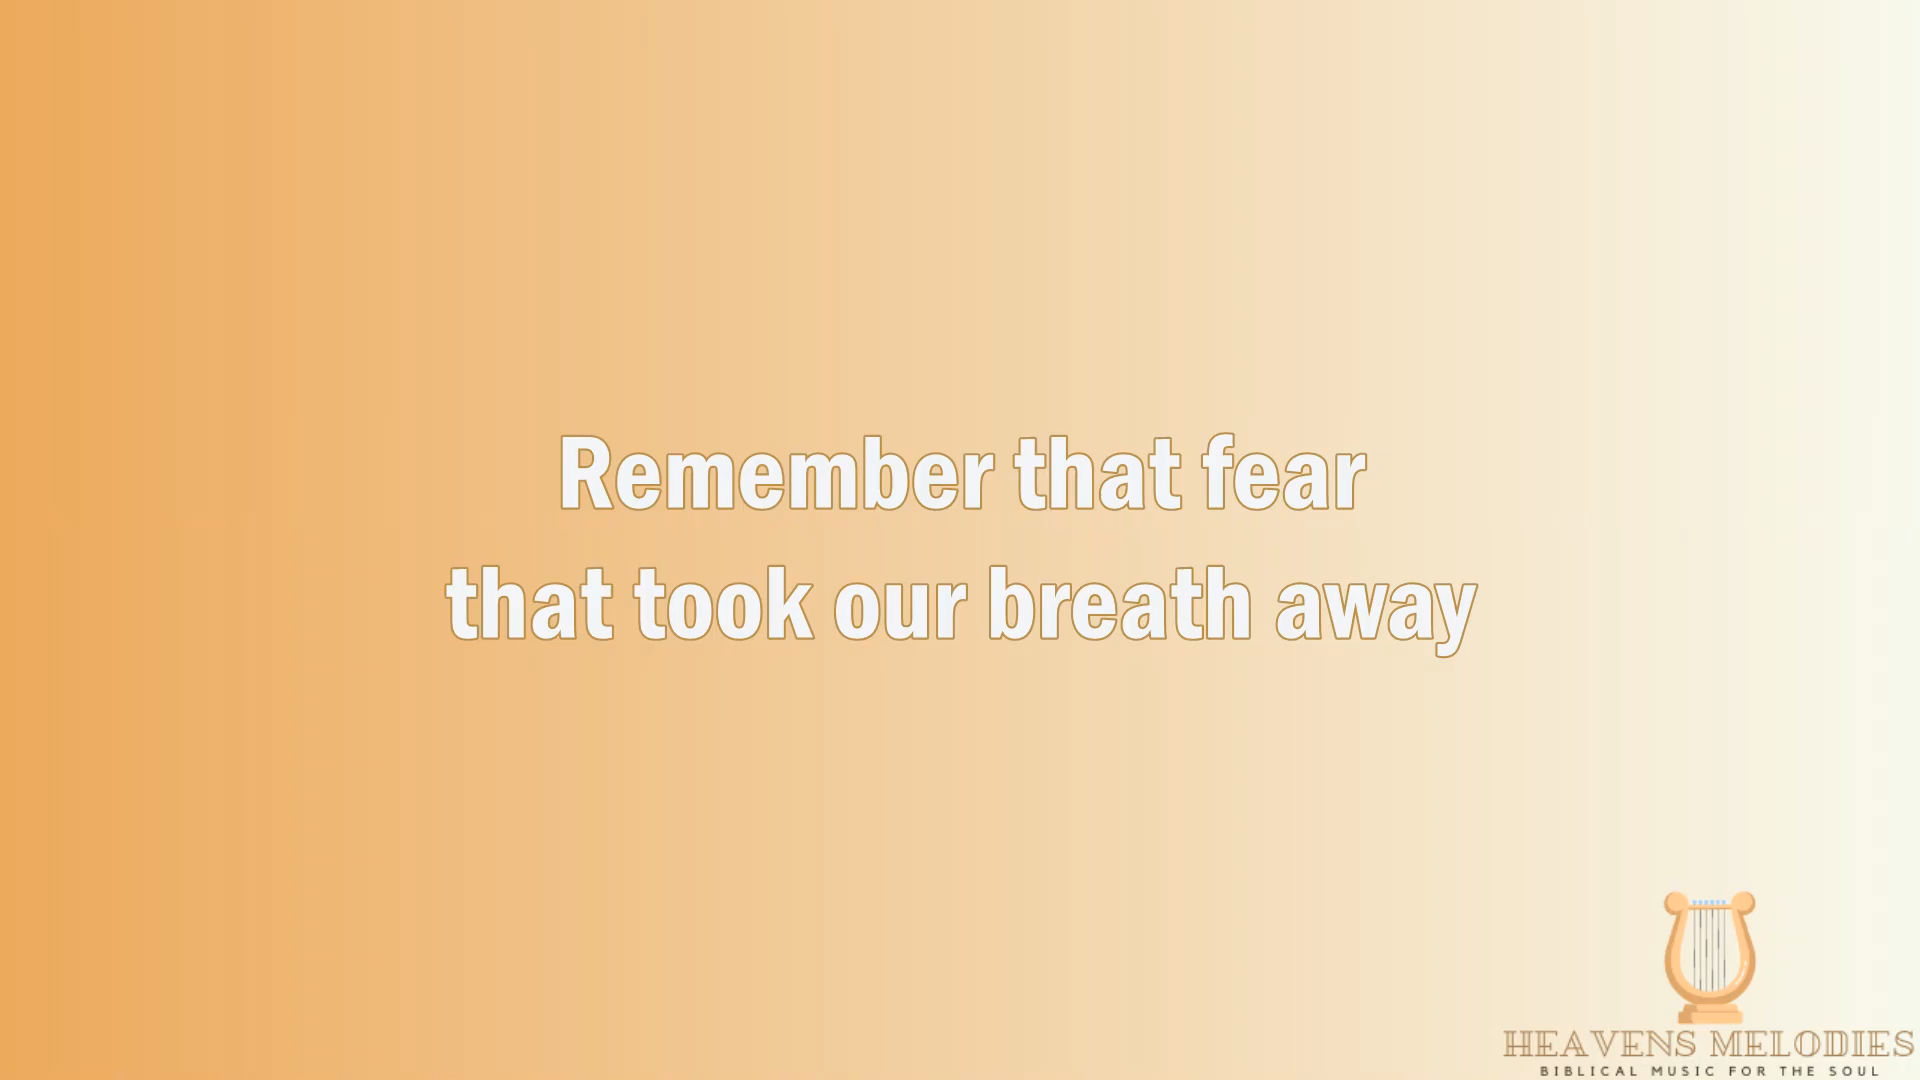 Remember that fear
that took our breath away
HEAVENS MELODIES
BIBLICAL MUSIC FOR THE SOUL